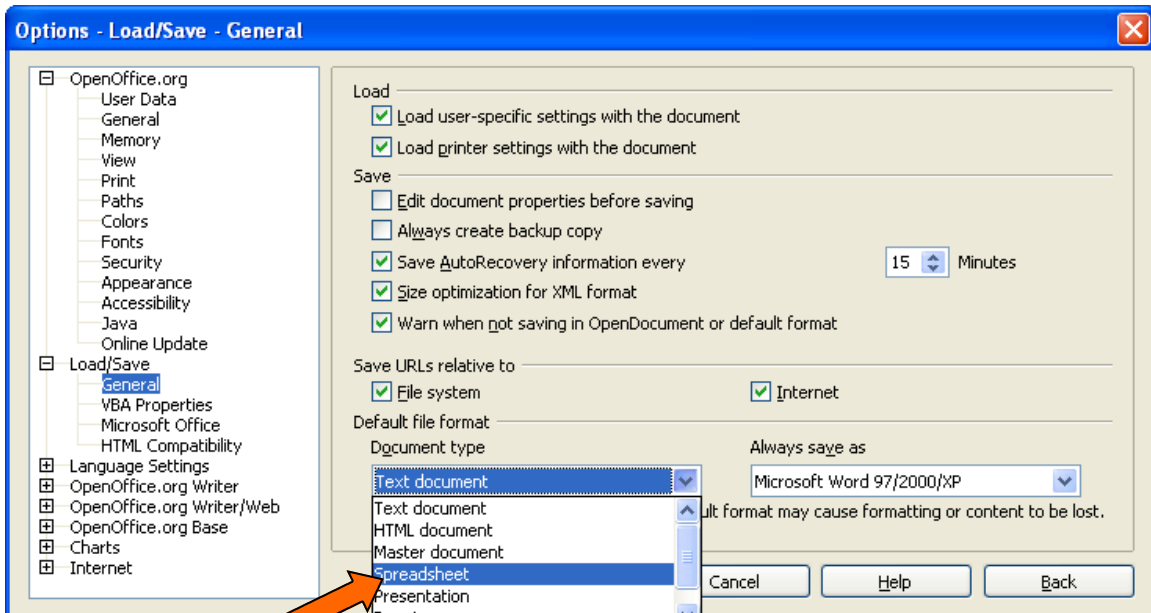 Options - Load/Save - General
OpenOffice.org
User Data
General
Memory
View
Print
Paths
Colors
Fonts
Security
Appearance
Accessibility
Java
Online Update
Load/Save
General
VBA Properties
Microsoft Office
HTML Compatibility
Language Settings
OpenOffice.org Writer
OpenOffice.org Writer/Web
OpenOffice.org Base
Charts
Internet
Load
Load user-specific settings with the document
Load printer settings with the document
Save
Edit document properties before saving
Always create backup copy
Save AutoRecovery information every 15 Minutes
Size optimization for XML format
Warn when not saving in OpenDocument or default format
Save URLs relative to
File system Internet
Default file format
Document type Always save as
Text document Microsoft Word 97/2000/XP
Text document
HTML document
Master document
Spreadsheet
Presentation
ult format may cause formatting or content to be lost.
Cancel Help Back